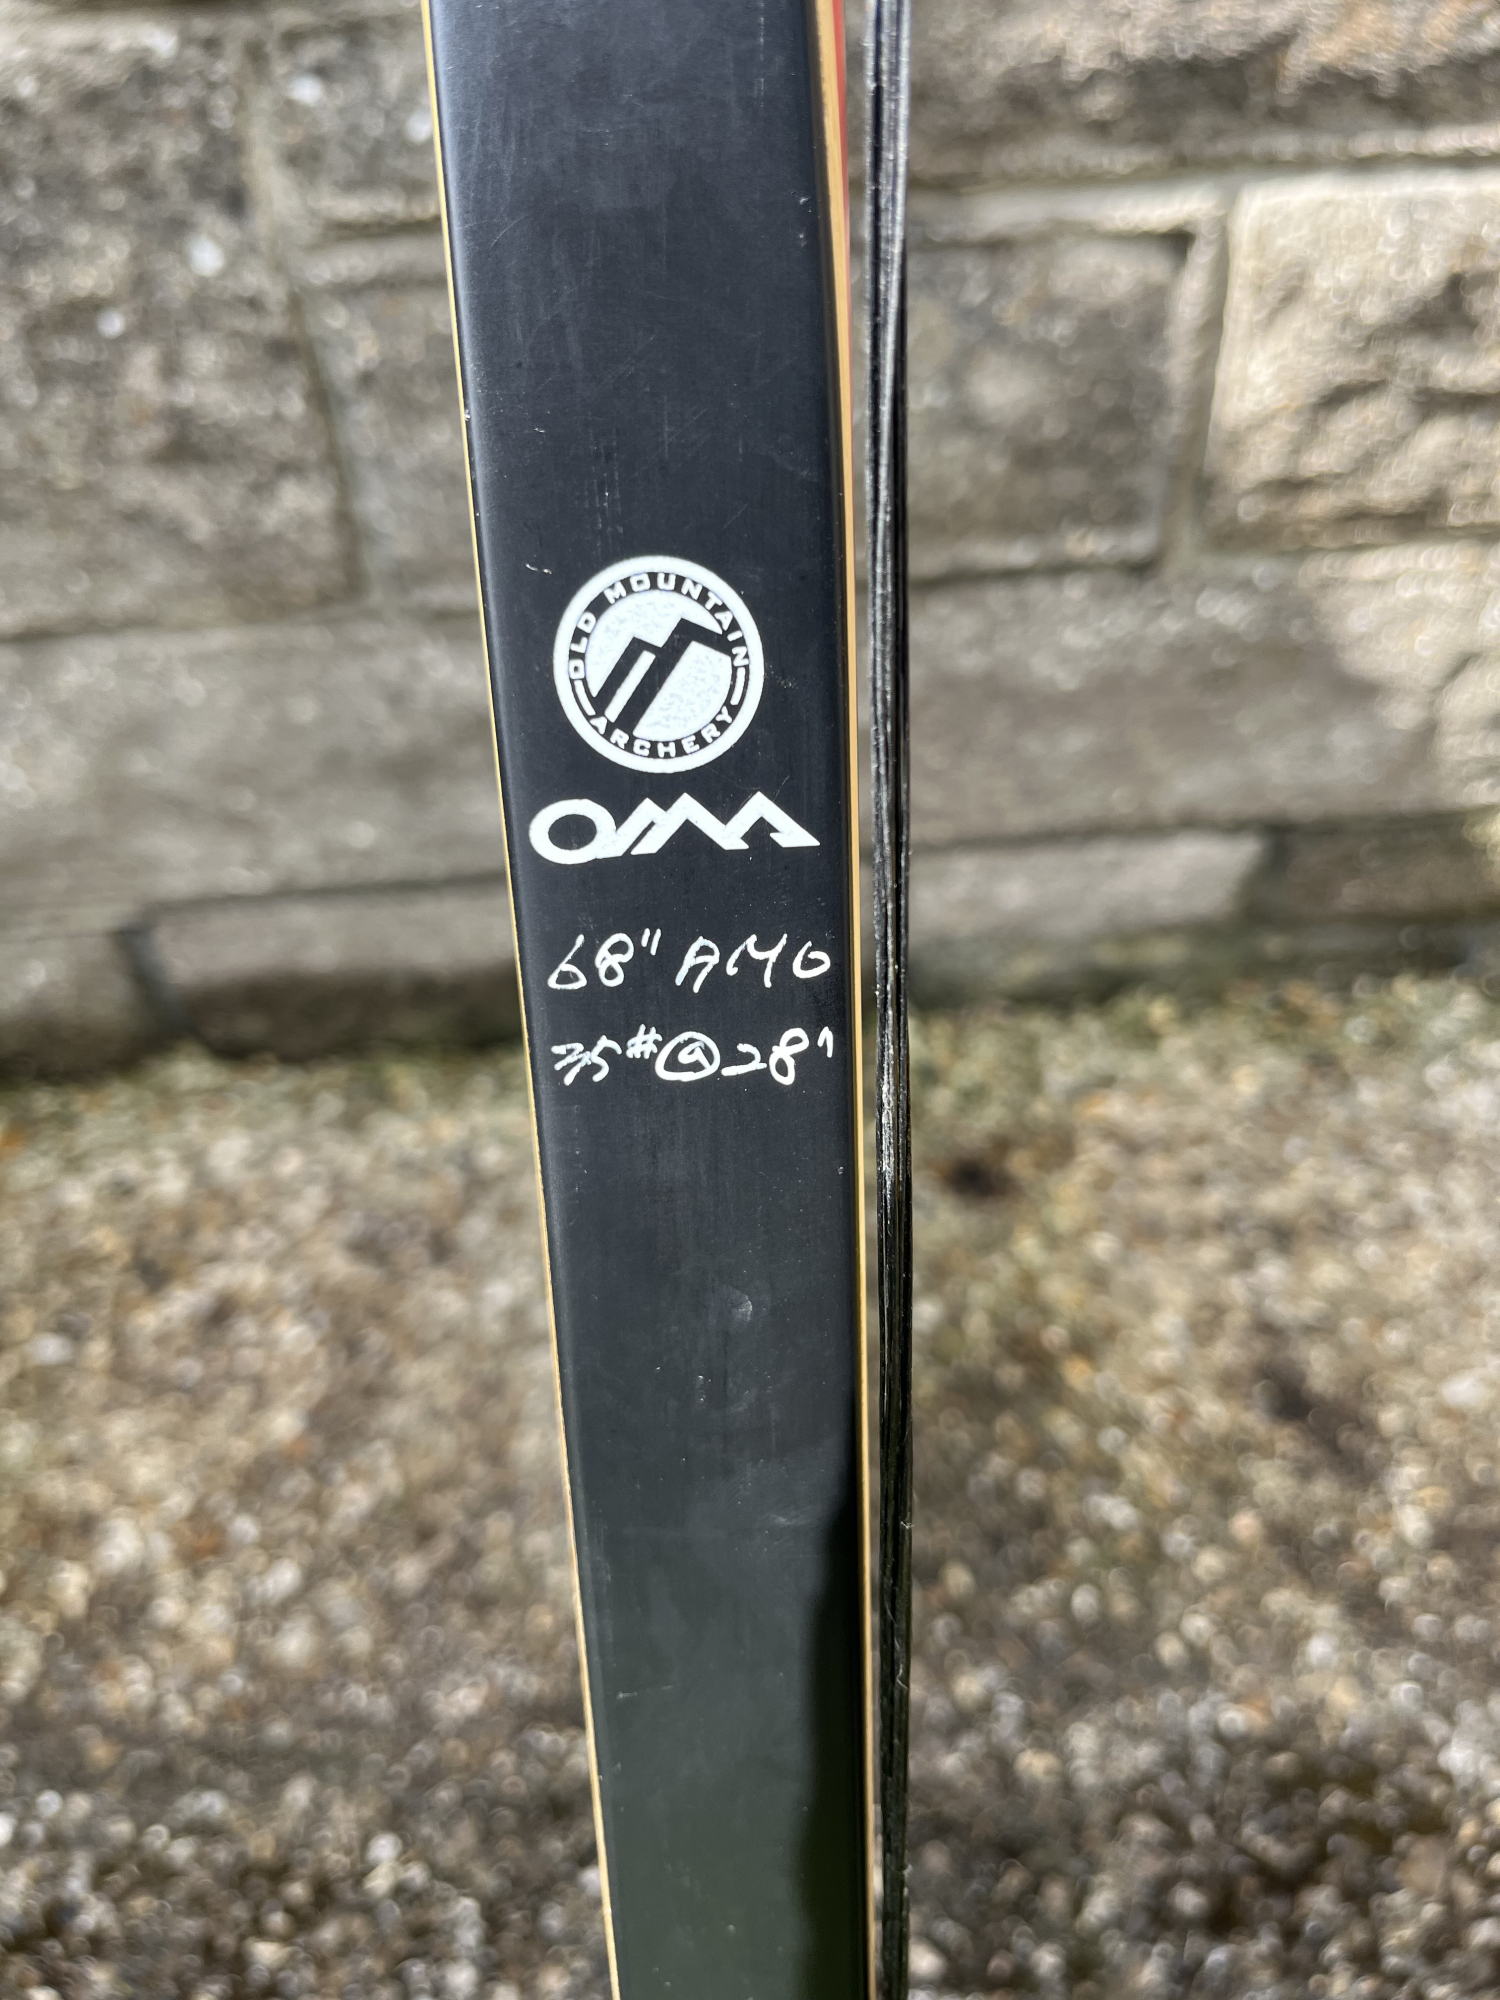 OLD MOUNTAIN
ARCHERY
OMA
68" AMO
35#@28"